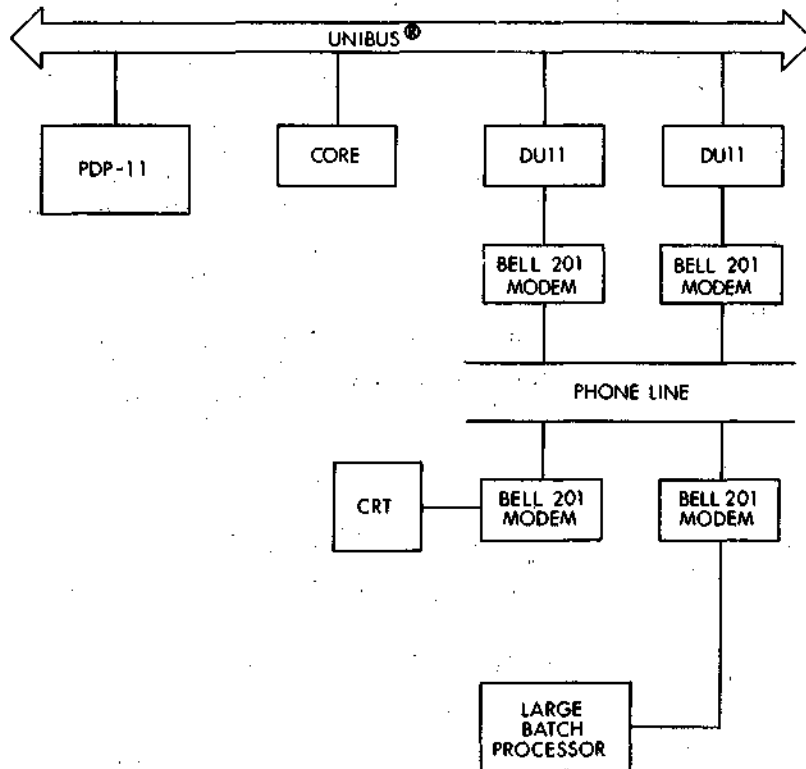 UNIBUS®
PDP-11
CORE
DU11
DU11
BELL 201
MODEM
BELL 201
MODEM
PHONE LINE
CRT
BELL 201
MODEM
BELL 201
MODEM
LARGE
BATCH
PROCESSOR